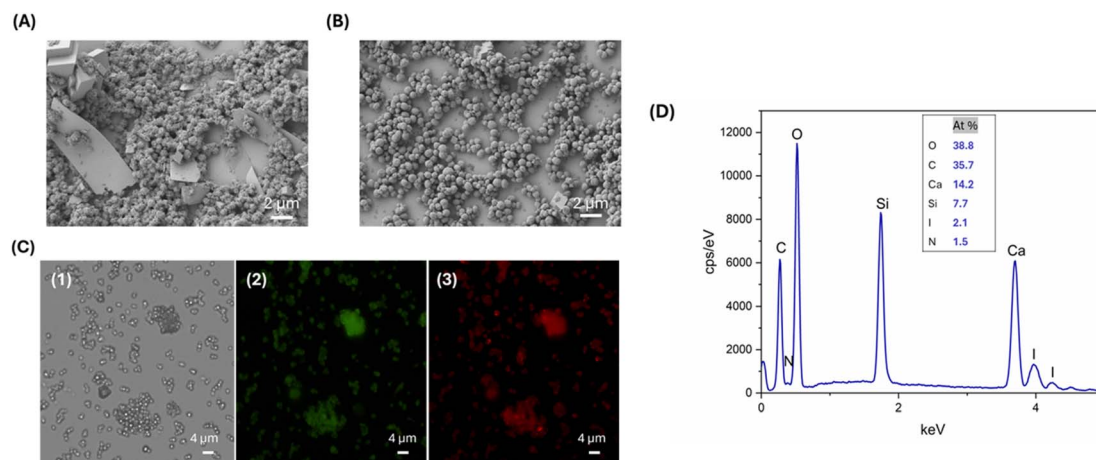 (A)
2 µm
(B)
2 µm
(C)
(1)
4 µm
(2)
4 µm
(3)
4 µm
(D)
cps/eV
12000
10000
8000
6000
4000
2000
0
C
N
O
Si
Ca
I
I
At %
O 38.8
C 35.7
Ca 14.2
Si 7.7
I 2.1
N 1.5
0 2 4
keV